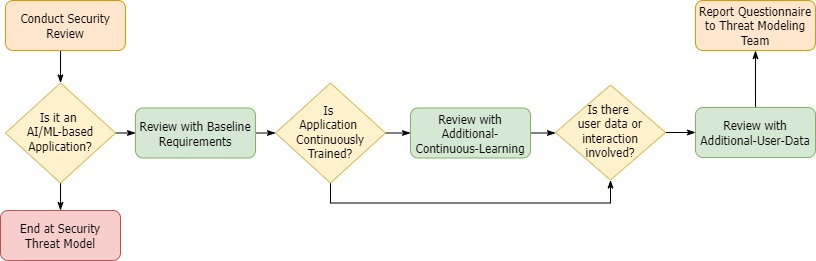 Conduct Security
Review
Is it an
AI/ML-based
Application?
End at Security
Threat Model
Review with Baseline
Requirements
Is
Application
Continuously
Trained?
Review with
Additional-
Continuous-Learning
Is there
user data or
interaction
involved?
Review with
Additional-User-Data
Report Questionnaire
to Threat Modeling
Team